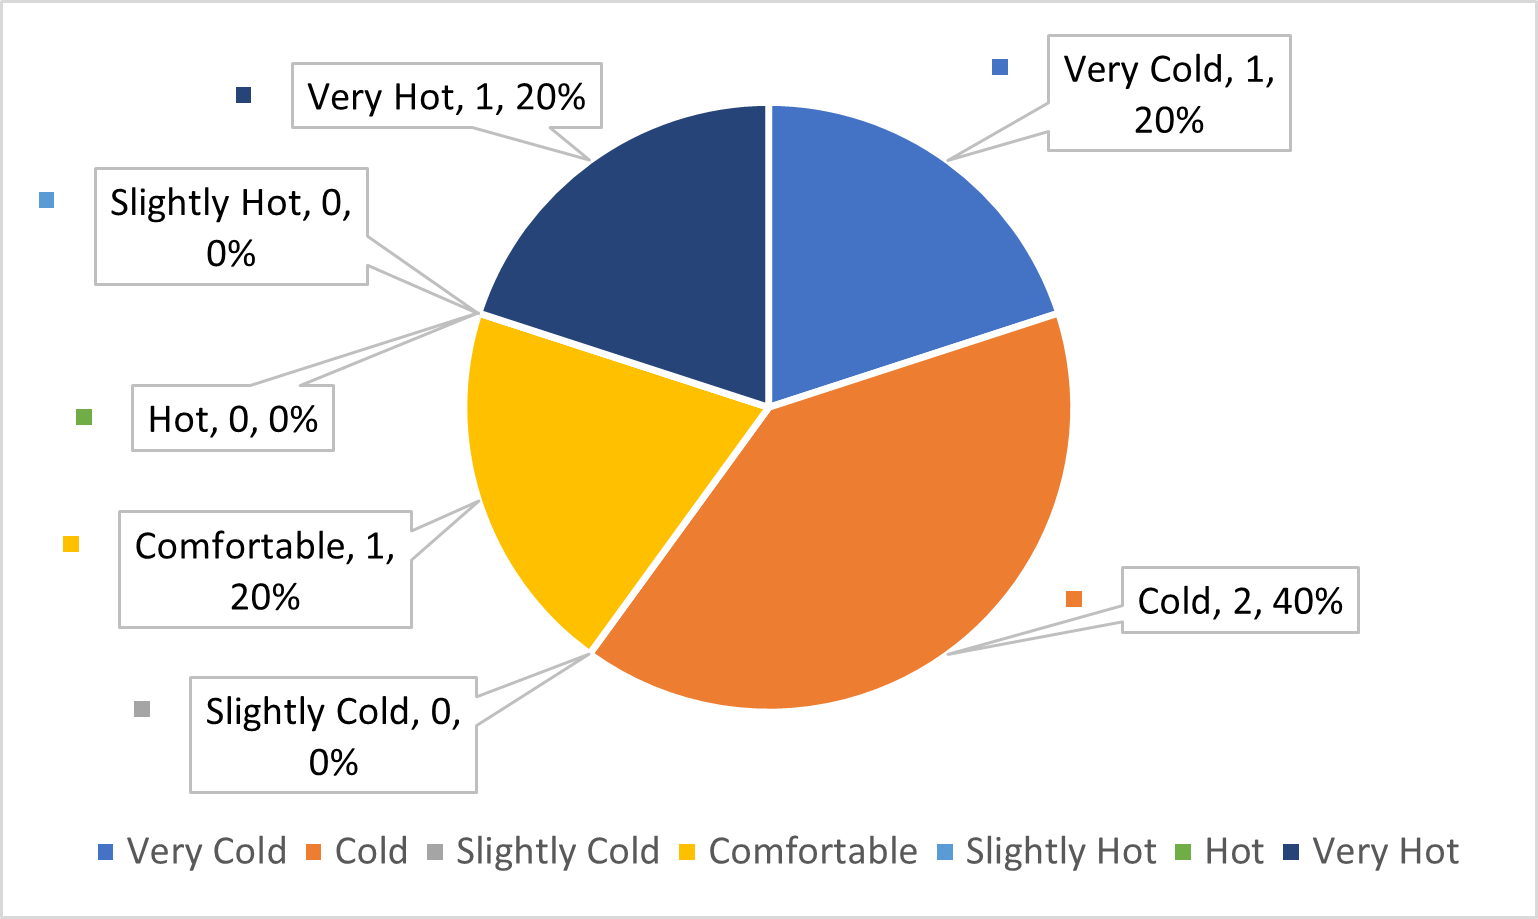 Very Hot, 1, 20%
Very Cold, 1,
20%
Slightly Hot, 0,
0%
Hot, 0, 0%
Comfortable, 1,
20%
Cold, 2, 40%
Slightly Cold, 0,
0%
Very Cold Cold Slightly Cold Comfortable Slightly Hot Hot Very Hot